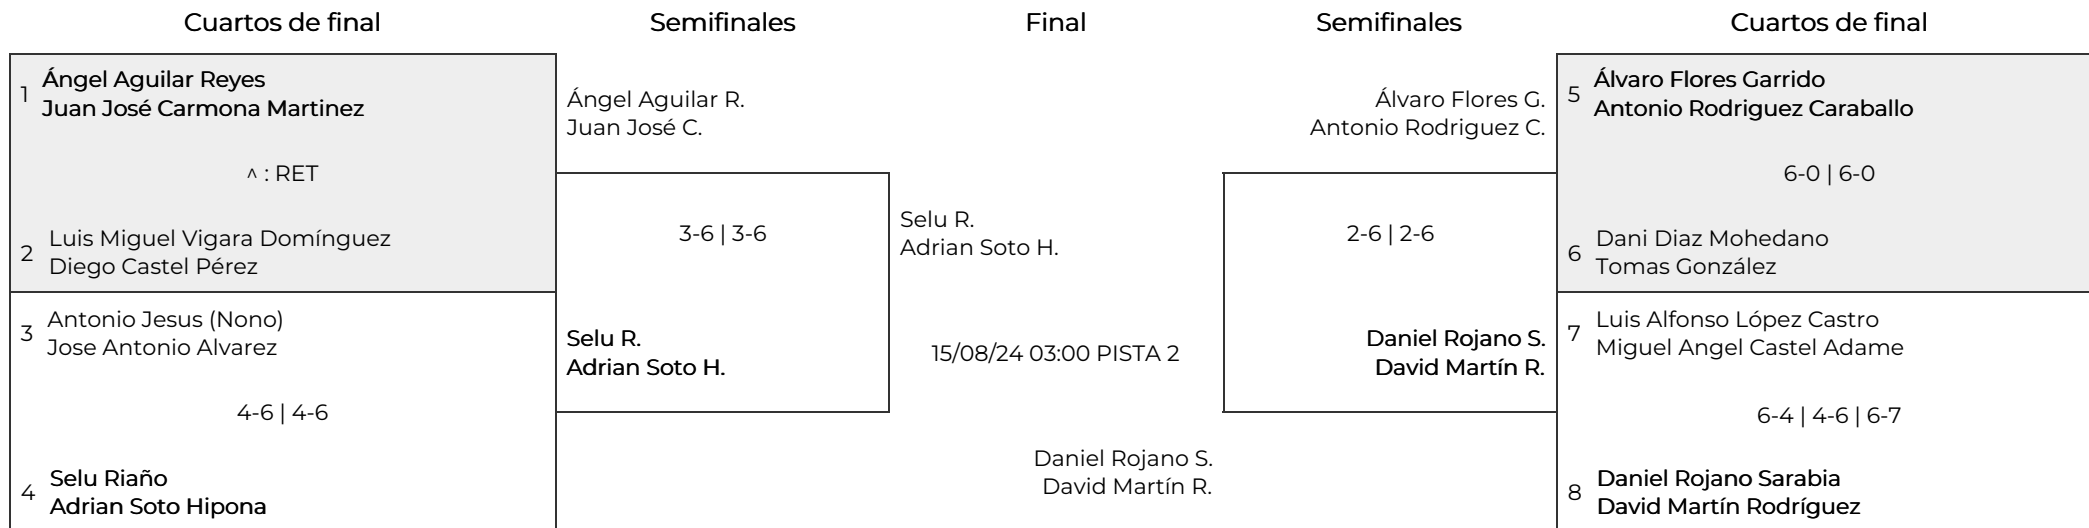 Cuartos de final
Semifinales
Final
Semifinales
Cuartos de final
1
Ángel Aguilar Reyes
Juan José Carmona Martinez
^ : RET
2
Luis Miguel Vigara Domínguez
Diego Castel Pérez
3
Antonio Jesus (Nono)
Jose Antonio Alvarez
4-6 | 4-6
4
Selu Riaño
Adrian Soto Hipona
Ángel Aguilar R.
Juan José C.
3-6 | 3-6
Selu R.
Adrian Soto H.
Selu R.
Adrian Soto H.
15/08/24 03:00 PISTA 2
Daniel Rojano S.
David Martín R.
Álvaro Flores G.
Antonio Rodriguez C.
2-6 | 2-6
Daniel Rojano S.
David Martín R.
5
Álvaro Flores Garrido
Antonio Rodriguez Caraballo
6-0 | 6-0
6
Dani Diaz Mohedano
Tomas González
7
Luis Alfonso López Castro
Miguel Angel Castel Adame
6-4 | 4-6 | 6-7
8
Daniel Rojano Sarabia
David Martín Rodríguez